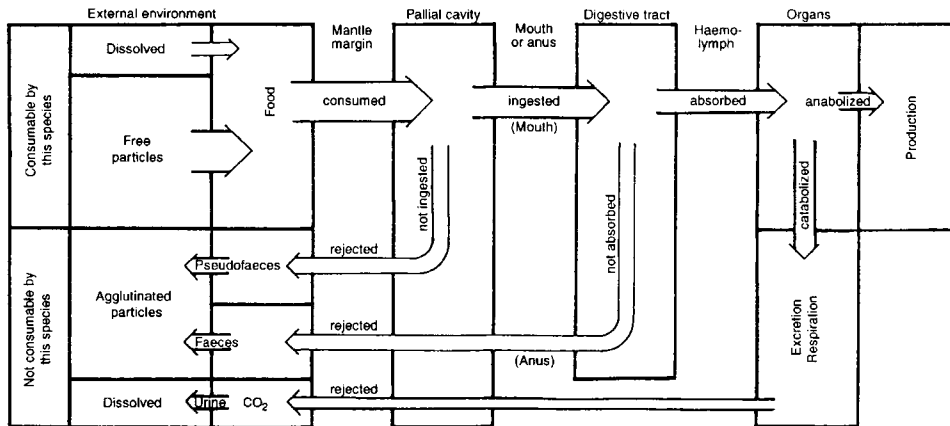 External environment
Pallial cavity
Digestive tract
Organs
Mantle
margin
Mouth
or anus
Haemo-
lymph
Consumable by
this species
Dissolved
Free
particles
Food
consumed
ingested
(Mouth)
absorbed
anabolized
Production
not ingested
not absorbed
catabolized
Not consumable by
this species
Agglutinated
particles
Pseudofaeces
rejected
Faeces
rejected
(Anus)
Excretion
Respiration
Dissolved
Urine
CO2
rejected